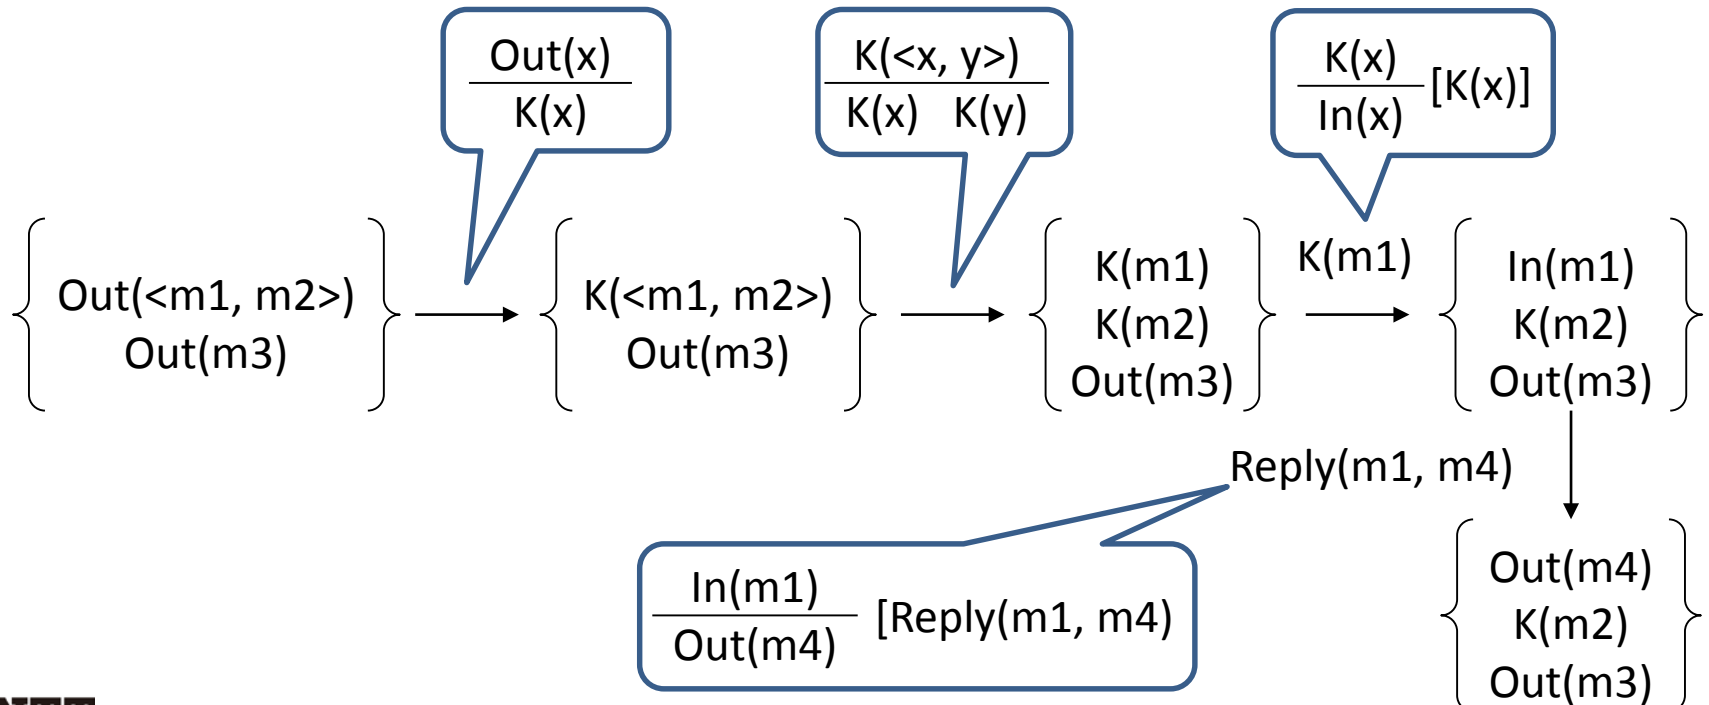 Out(x)
K(x)
K(<x, y>)
K(x) K(y)
K(x)
In(x)
[K(x)]
Out(<m1, m2>)
Out(m3)
K(<m1, m2>)
Out(m3)
K(m1)
K(m2)
Out(m3)
K(m1)
In(m1)
K(m2)
Out(m3)
Reply(m1, m4)
In(m1)
Out(m4)
[Reply(m1, m4)
Out(m4)
K(m2)
Out(m3)